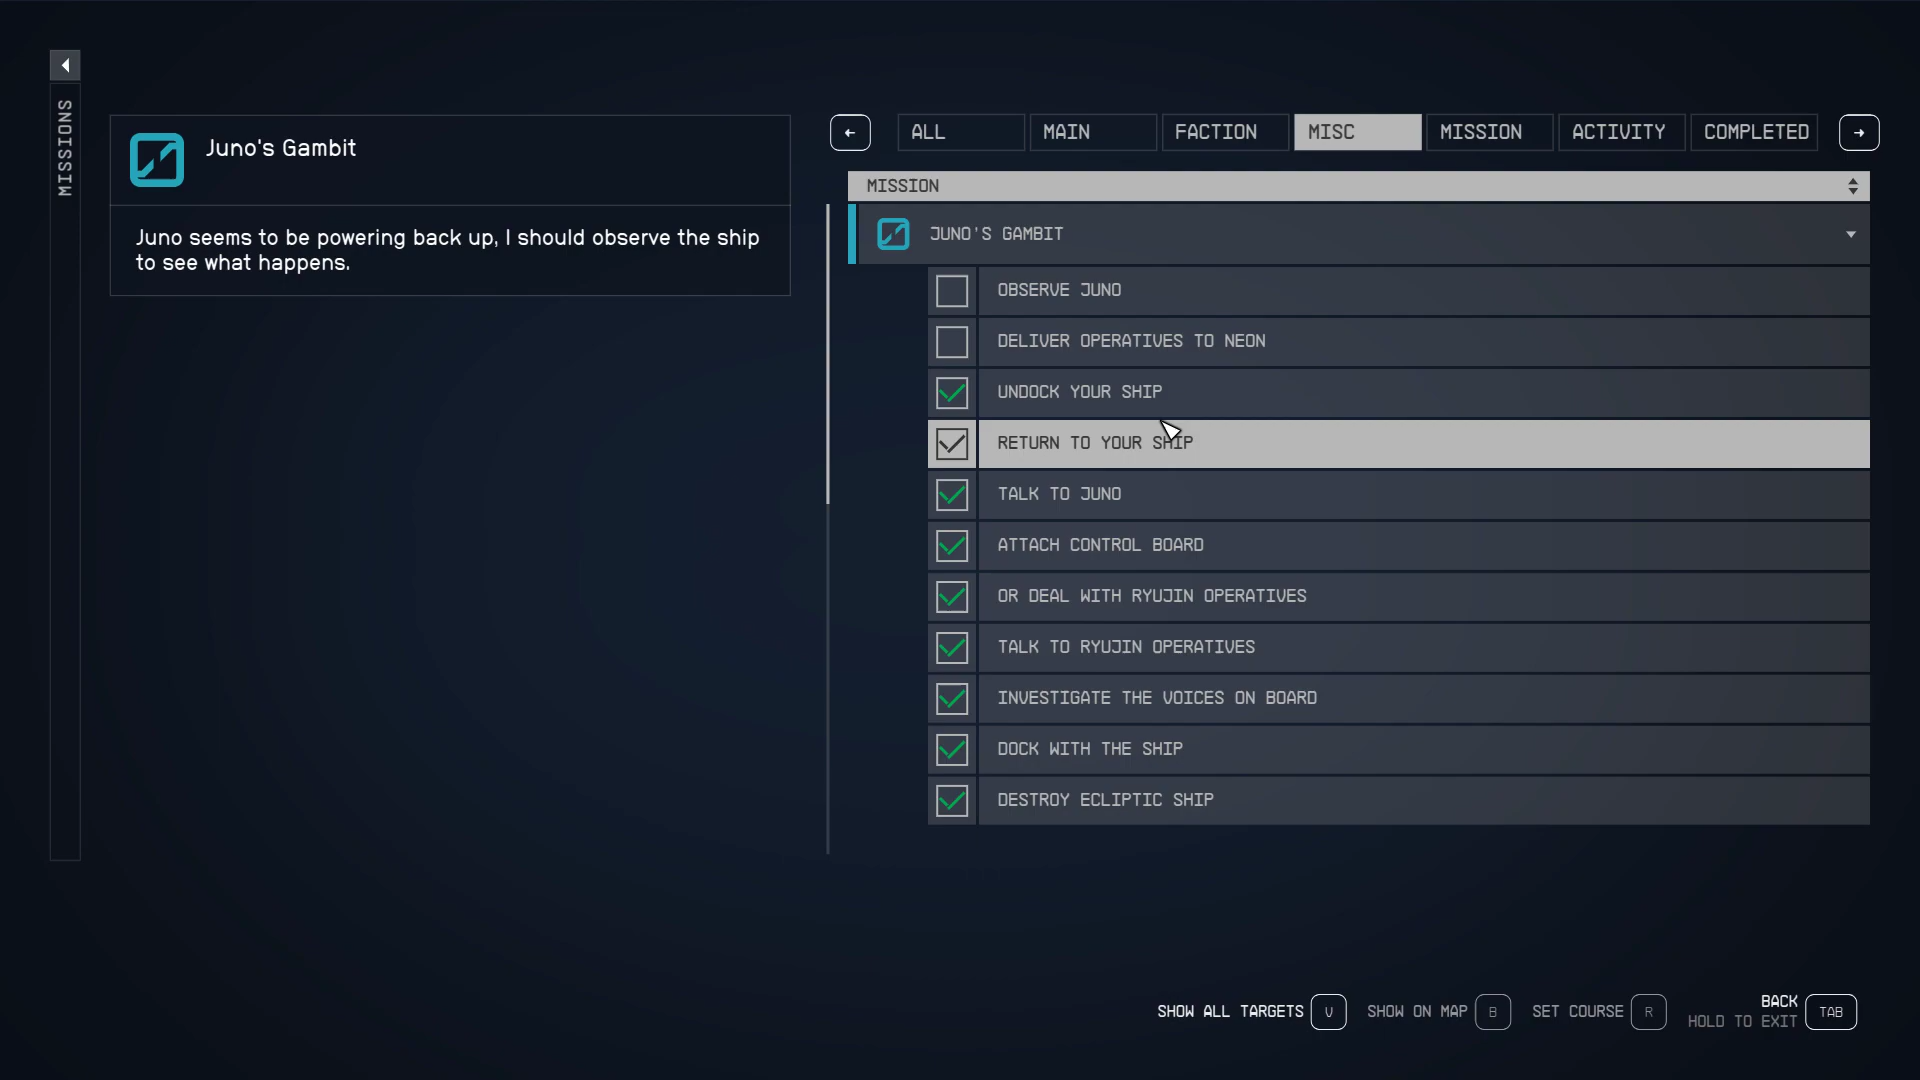 MISSIONS
Juno's Gambit
Juno seems to be powering back up, I should observe the ship
to see what happens.
ALL
MAIN
FACTION
MISC
MISSION
ACTIVITY
COMPLETED
MISSION
JUNO'S GAMBIT
OBSERVE JUNO
DELIVER OPERATIVES TO NEON
UNDOCK YOUR SHIP
RETURN TO YOUR SHIP
TALK TO JUNO
ATTACH CONTROL BOARD
OR DEAL WITH RYUJIN OPERATIVES
TALK TO RYUJIN OPERATIVES
INVESTIGATE THE VOICES ON BOARD
DOCK WITH THE SHIP
DESTROY ECLIPTIC SHIP
SHOW ALL TARGETS V
SHOW ON MAP B
SET COURSE R
BACK
HOLD TO EXIT
TAB